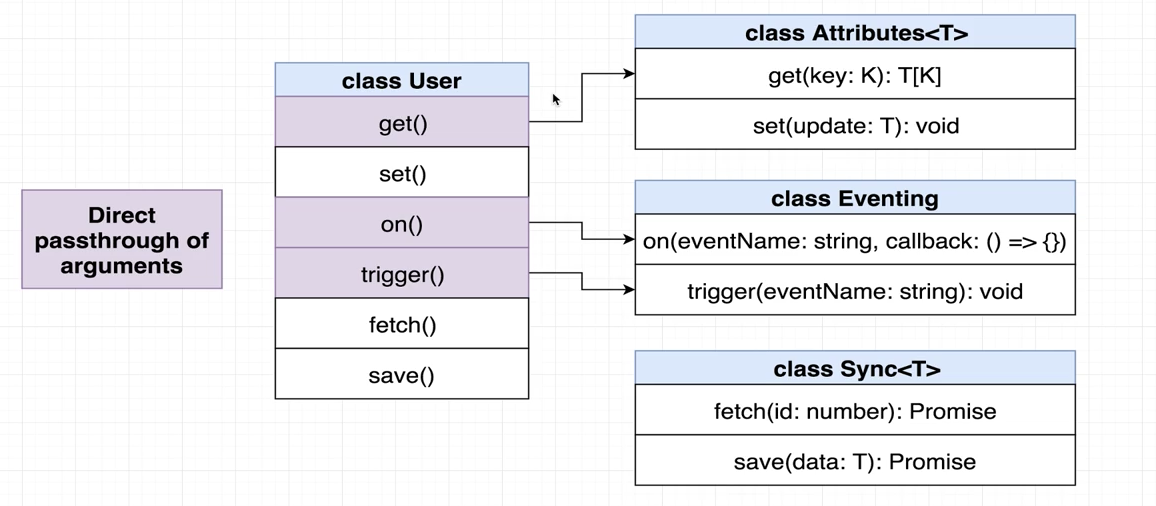 Direct
passthrough of
arguments
class User
get()
set()
on()
trigger()
fetch()
save()
class Attributes<T>
get(key: K): T[K]
set(update: T): void
class Eventing
on(eventName: string, callback: () => {})
trigger(eventName: string): void
class Sync<T>
fetch(id: number): Promise
save(data: T): Promise